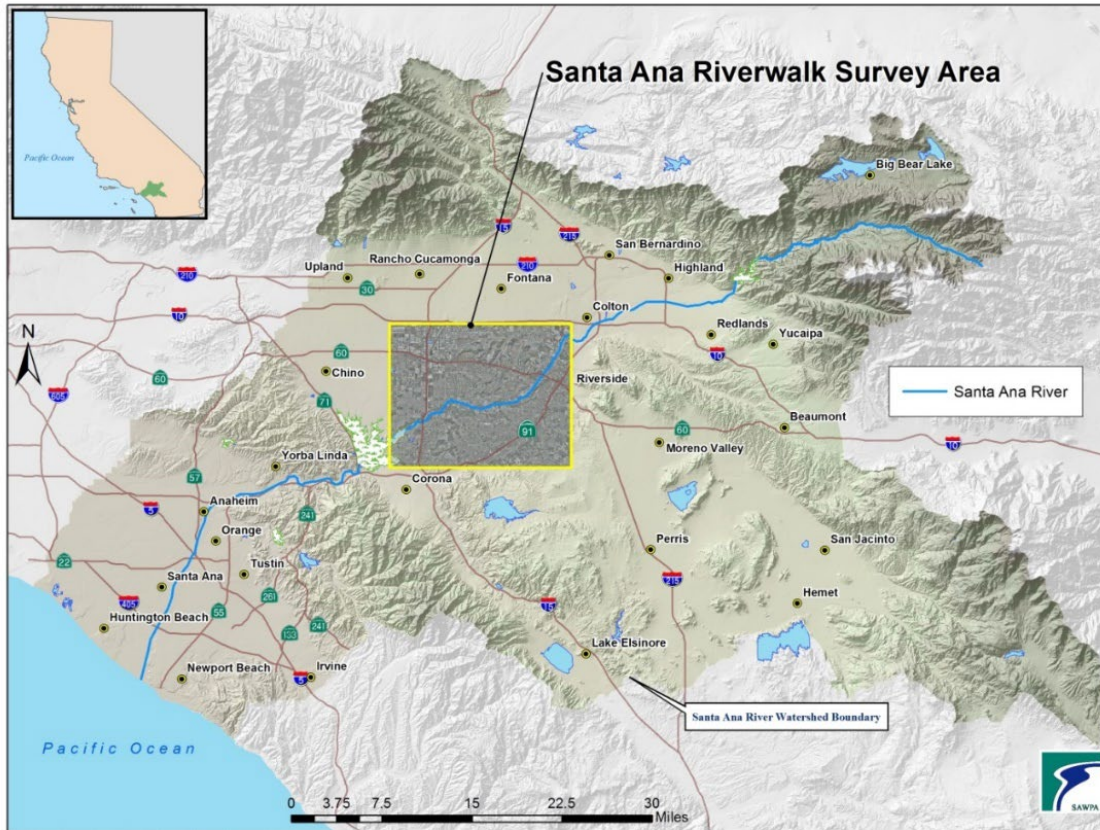 Santa Ana Riverwalk Survey Area
Pacific Ocean
Big Bear Lake
15
215
San Bernardino
Upland
Rancho Cucamonga
210
210
Highland
30
Fontana
10
Colton
Redlands
Yucaipa
N
60
60
Chino
10
Riverside
Santa Ana River
605
71
91
Beaumont
60
10
Moreno Valley
Yorba Linda
57
Corona
5
Anaheim
241
Orange
Perris
San Jacinto
22
Tustin
215
Santa Ana
261
Hemet
405
55
15
Huntington Beach
133
241
Lake Elsinore
Newport Beach
5
Irvine
Santa Ana River Watershed Boundary
Pacific Ocean
0 3.75 7.5 15 22.5 30
Miles
SAWPA